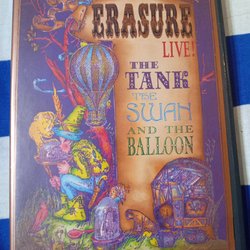 ERASURE
LIVE!
THE
TANK
THE
SWAN
AND THE
BALLOON